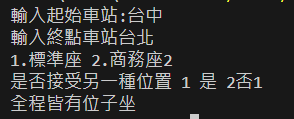 輸入起始車站:台中
輸入終點車站台北
1.標準座 2.商務座2
是否接受另一種位置 1 是 2否1
全程皆有位子坐